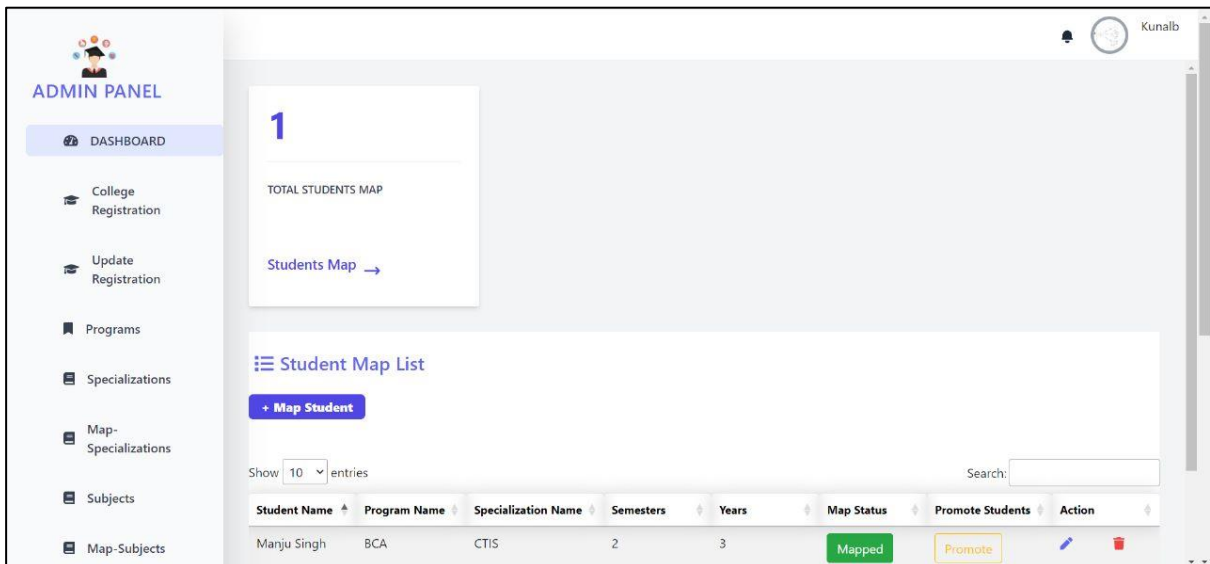 Kunalb
ADMIN PANEL
DASHBOARD
College
Registration
Update
Registration
Programs
Specializations
Map-
Specializations
Subjects
Map-Subjects
1
TOTAL STUDENTS MAP
Students Map →
Student Map List
+ Map Student
Show 10 entries
Search:
Student Name Program Name Specialization Name Semesters Years Map Status Promote Students Action
Manju Singh BCA CTIS 2 3 Mapped Promote